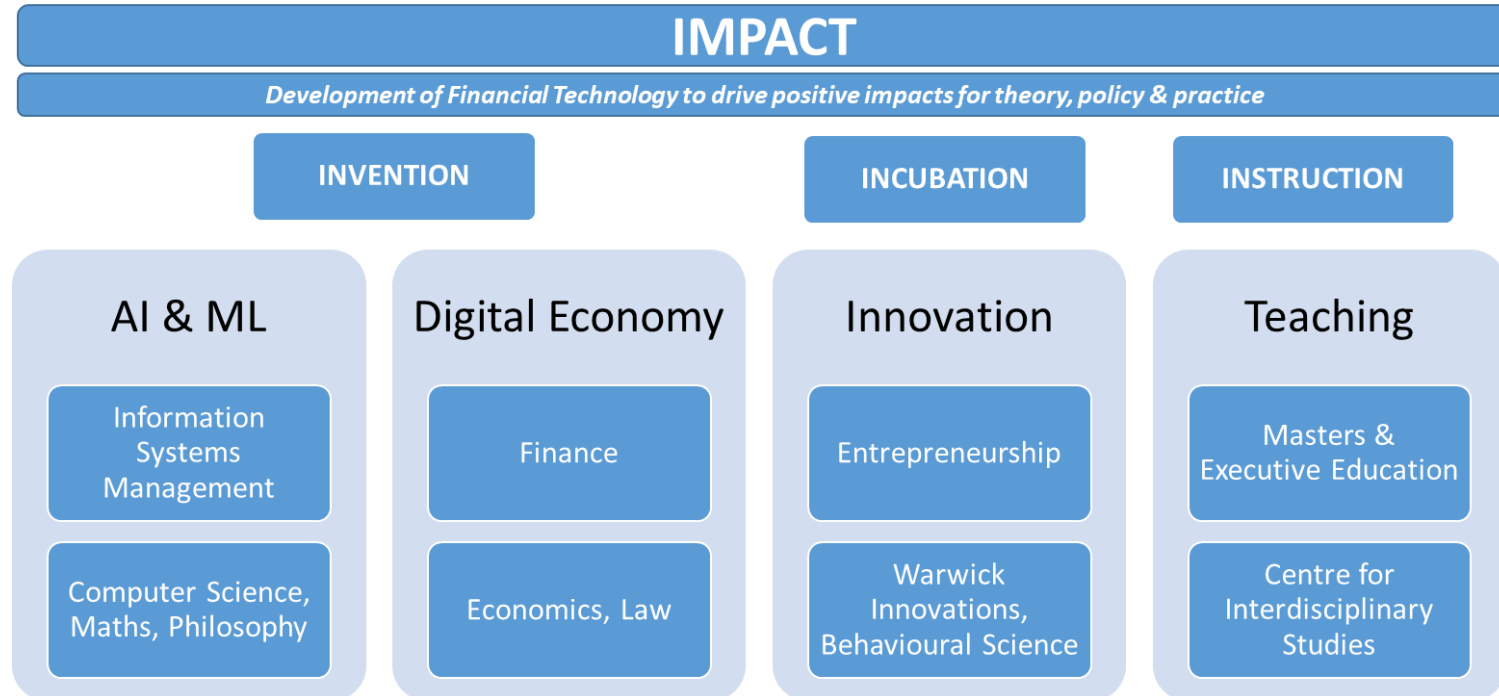 IMPACT
Development of Financial Technology to drive positive impacts for theory, policy & practice
INVENTION
INCUBATION
INSTRUCTION
AI & ML
Information
Systems
Management
Computer Science,
Maths, Philosophy
Digital Economy
Finance
Economics, Law
Innovation
Entrepreneurship
Warwick
Innovations,
Behavioural Science
Teaching
Masters &
Executive Education
Centre for
Interdisciplinary
Studies